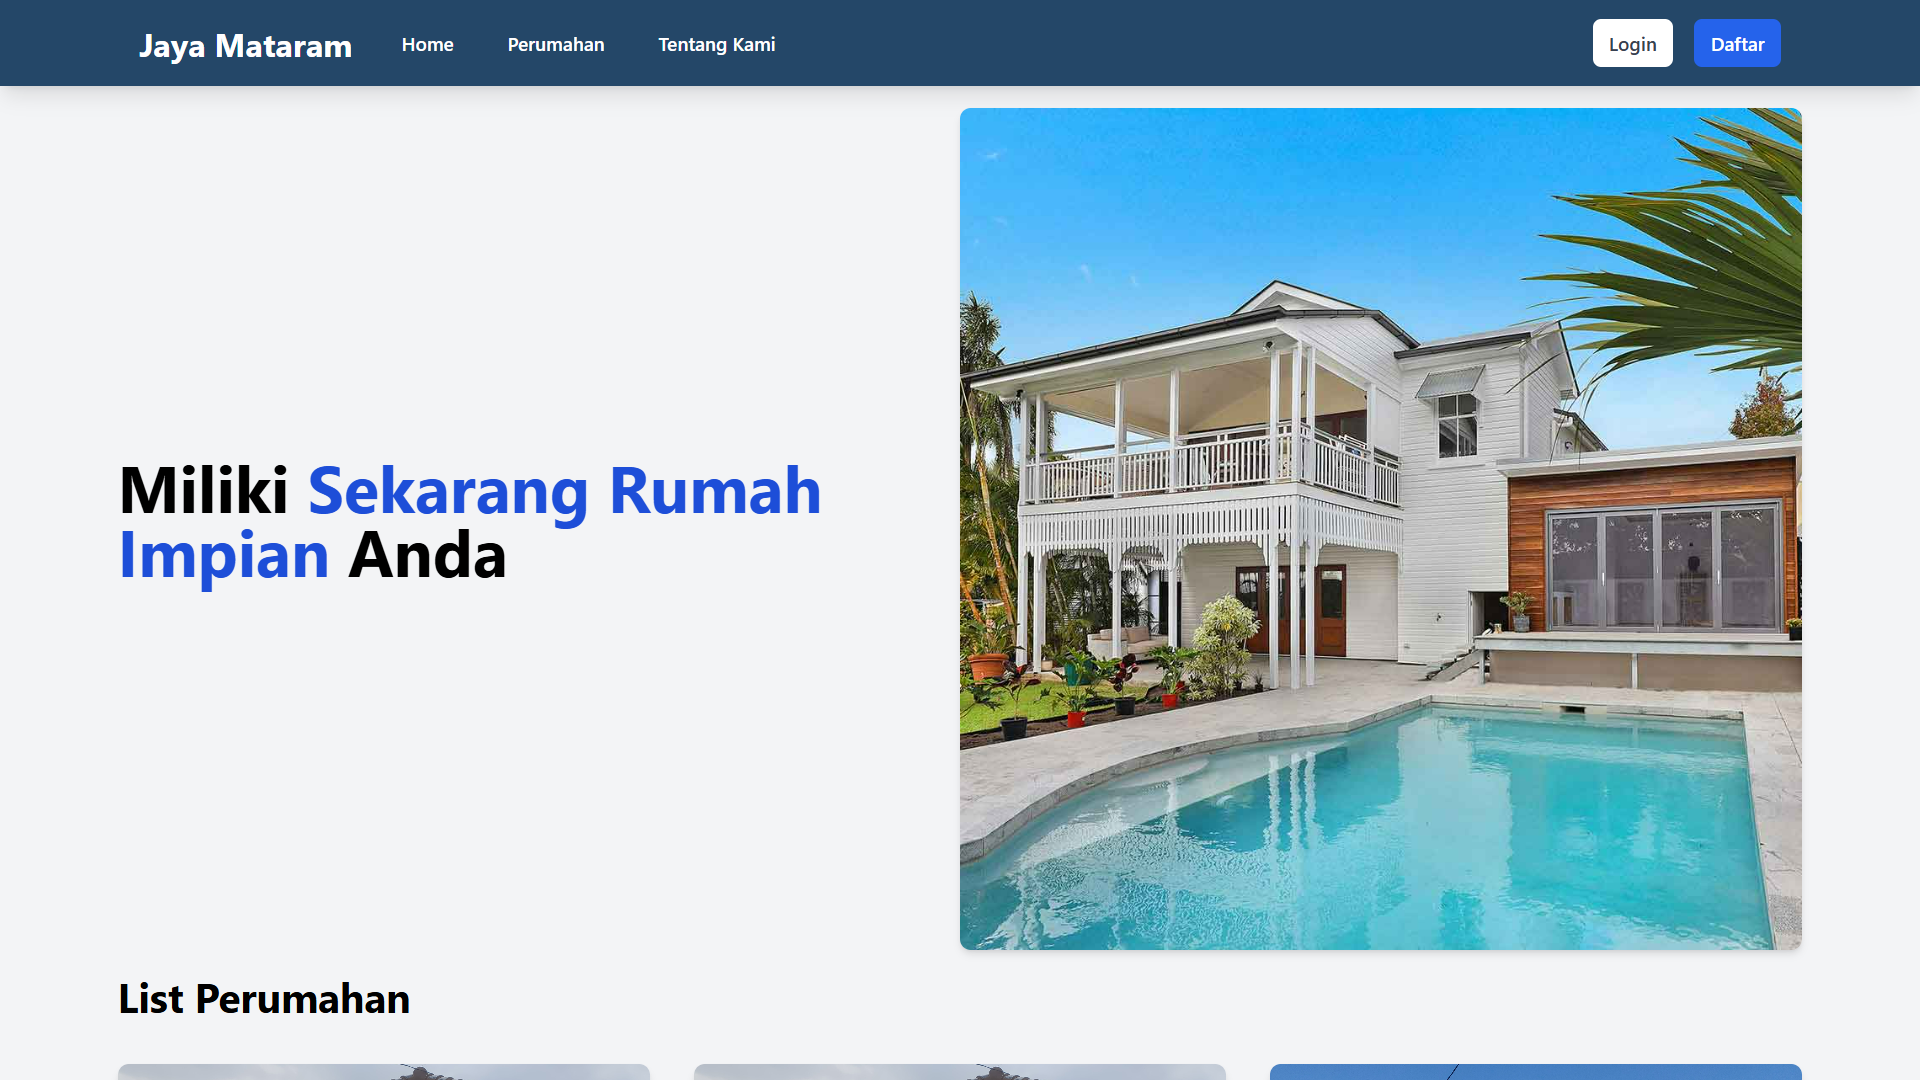 Jaya Mataram
Home
Perumahan
Tentang Kami
Login
Daftar
Miliki Sekarang Rumah
Impian Anda
List Perumahan